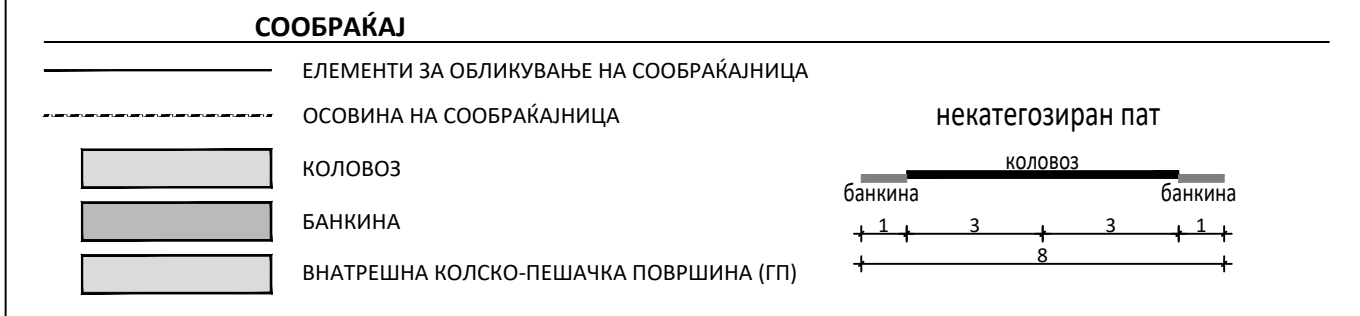 СООБРАЌАЈ
ЕЛЕМЕНТИ ЗА ОБЛИКУВАЊЕ НА СООБРАЌАЈНИЦА
ОСОВИНА НА СООБРАЌАЈНИЦА
КОЛОВОЗ
БАНКИНА
ВНАТРЕШНА КОЛСКО-ПЕШАЧКА ПОВРШИНА (ГП)
некатегозиран пат
коловоз
банкина банкина
1 3 3 1
8